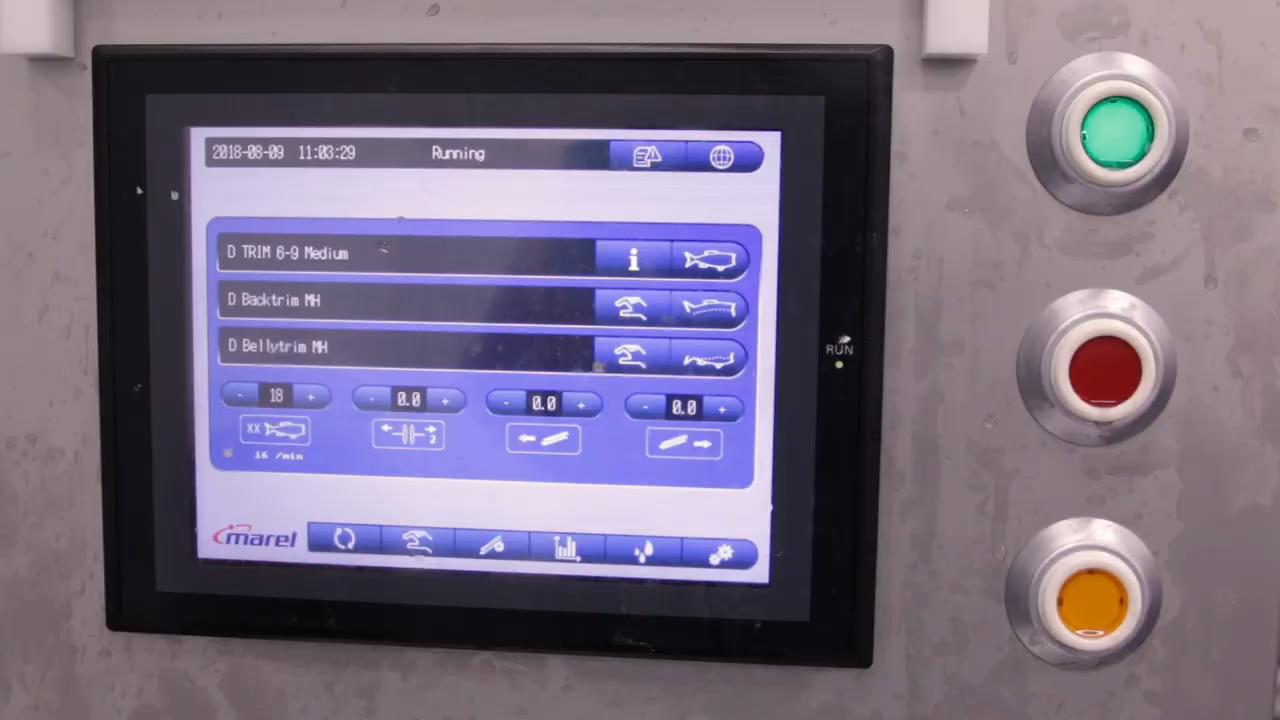 2018-08-09 11:03:29 Running
D TRIM 6-9 Medium
i
D Backtrim MH
D Bellytrim MH
- 18 + - 0.0 + - 0.0 + - 0.0 +
XX 2
16 /min
marel
RUN